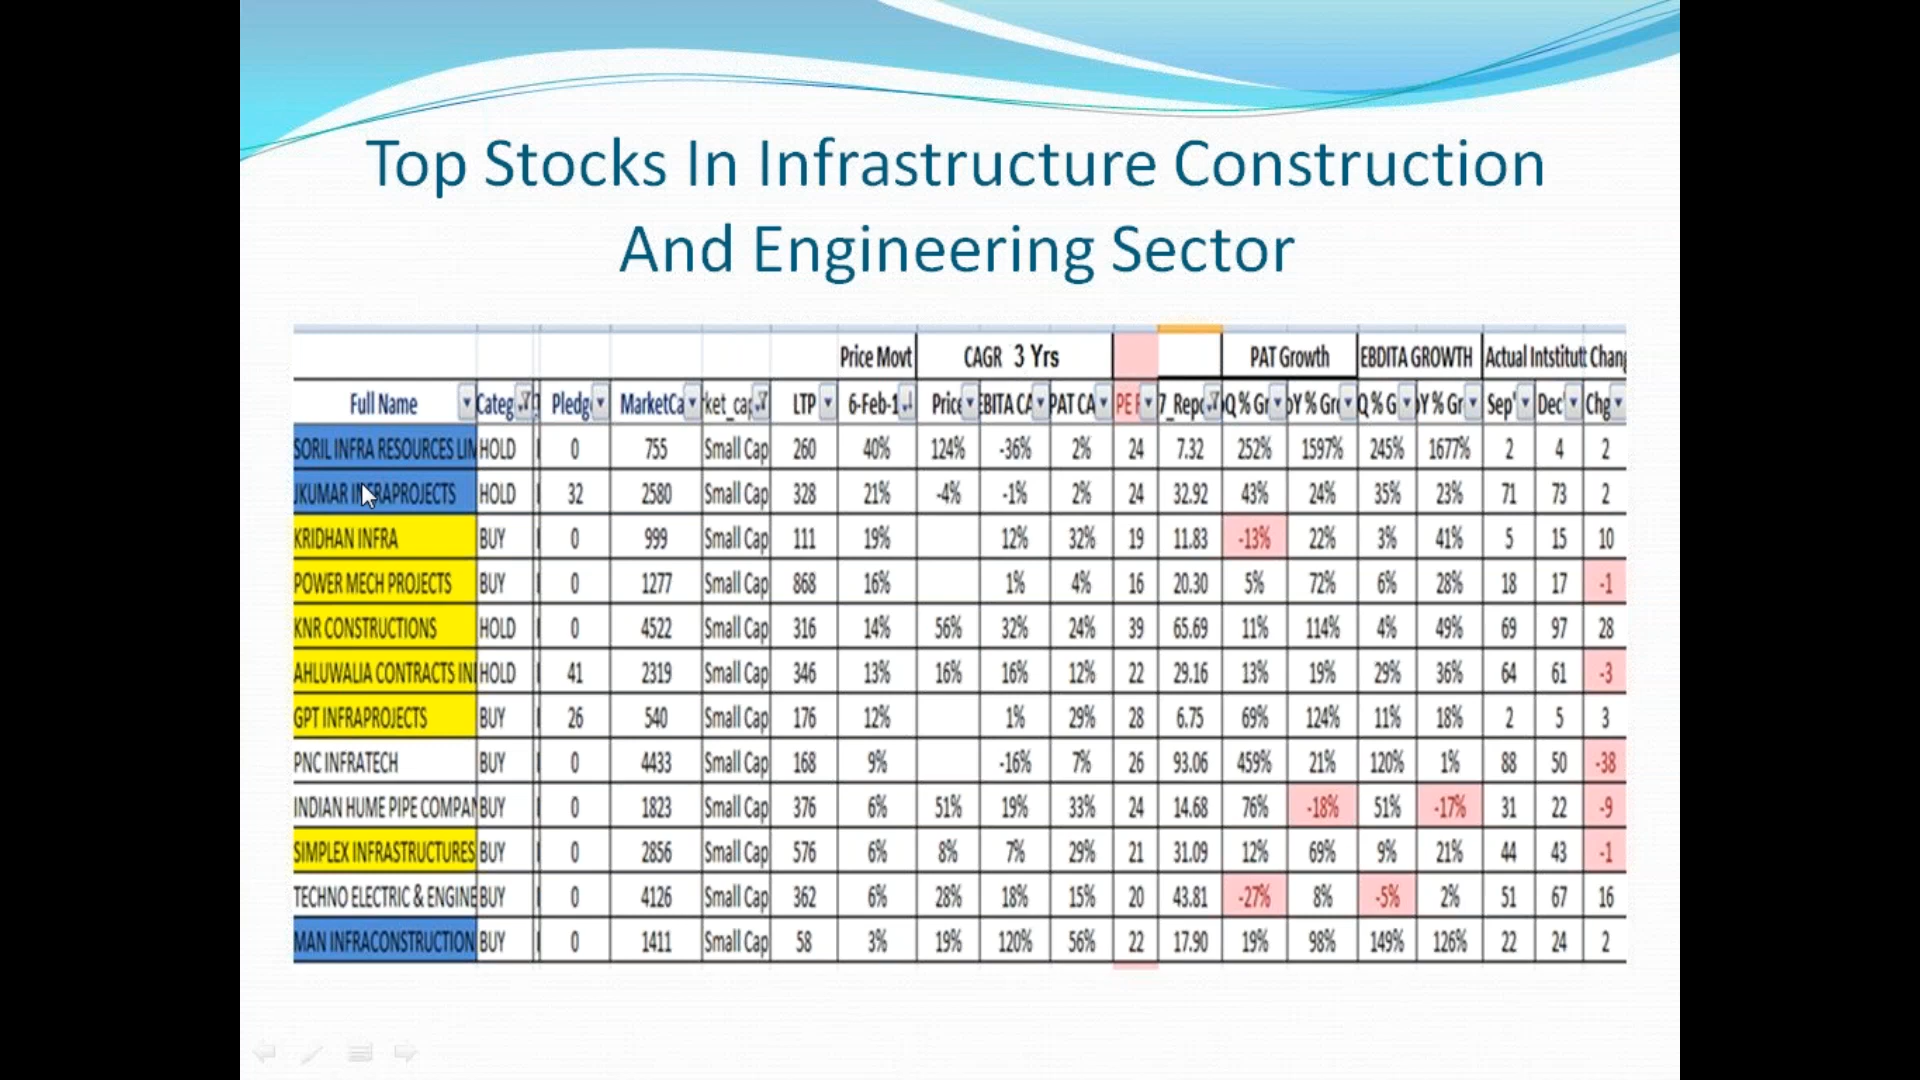 Top Stocks In Infrastructure Construction
And Engineering Sector
Price Movt CAGR 3 Yrs PAT Growth EBDITA GROWTH Actual Intstitut Chang
Full Name Categ Pledg MarketCa ket_cap LTP 6-Feb-1 Price EBITA CA PAT CA PE 7_Repo Q % Gr Y % Gr Q % G Y % Gr Sep' Dec' Chg
SORIL INFRA RESOURCES LIM HOLD 0 755 Small Cap 260 40% 124% -36% 2% 24 7.32 252% 1597% 245% 1677% 2 4 2
JKUMAR INFRAPROJECTS HOLD 32 2580 Small Cap 328 21% -4% -1% 2% 24 32.92 43% 24% 35% 23% 71 73 2
KRIDHAN INFRA BUY 0 999 Small Cap 111 19% 12% 32% 19 11.83 -13% 22% 3% 41% 5 15 10
POWER MECH PROJECTS BUY 0 1277 Small Cap 868 16% 1% 4% 16 20.30 5% 72% 6% 28% 18 17 -1
KNR CONSTRUCTIONS HOLD 0 4522 Small Cap 316 14% 56% 32% 24% 39 65.69 11% 114% 4% 49% 69 97 28
AHLUWALIA CONTRACTS IN HOLD 41 2319 Small Cap 346 13% 16% 16% 12% 22 29.16 13% 19% 29% 36% 64 61 -3
GPT INFRAPROJECTS BUY 26 540 Small Cap 176 12% 1% 29% 28 6.75 69% 124% 11% 18% 2 5 3
PNC INFRATECH BUY 0 4433 Small Cap 168 9% -16% 7% 26 93.06 459% 21% 120% 1% 88 50 -38
INDIAN HUME PIPE COMPAN BUY 0 1823 Small Cap 376 6% 51% 19% 33% 24 14.68 76% -18% 51% -17% 31 22 -9
SIMPLEX INFRASTRUCTURES BUY 0 2856 Small Cap 576 6% 8% 7% 29% 21 31.09 12% 69% 9% 21% 44 43 -1
TECHNO ELECTRIC & ENGINE BUY 0 4126 Small Cap 362 6% 28% 18% 15% 20 43.81 -27% 8% -5% 2% 51 67 16
MAN INFRACONSTRUCTION BUY 0 1411 Small Cap 58 3% 19% 120% 56% 22 17.90 19% 98% 149% 126% 22 24 2